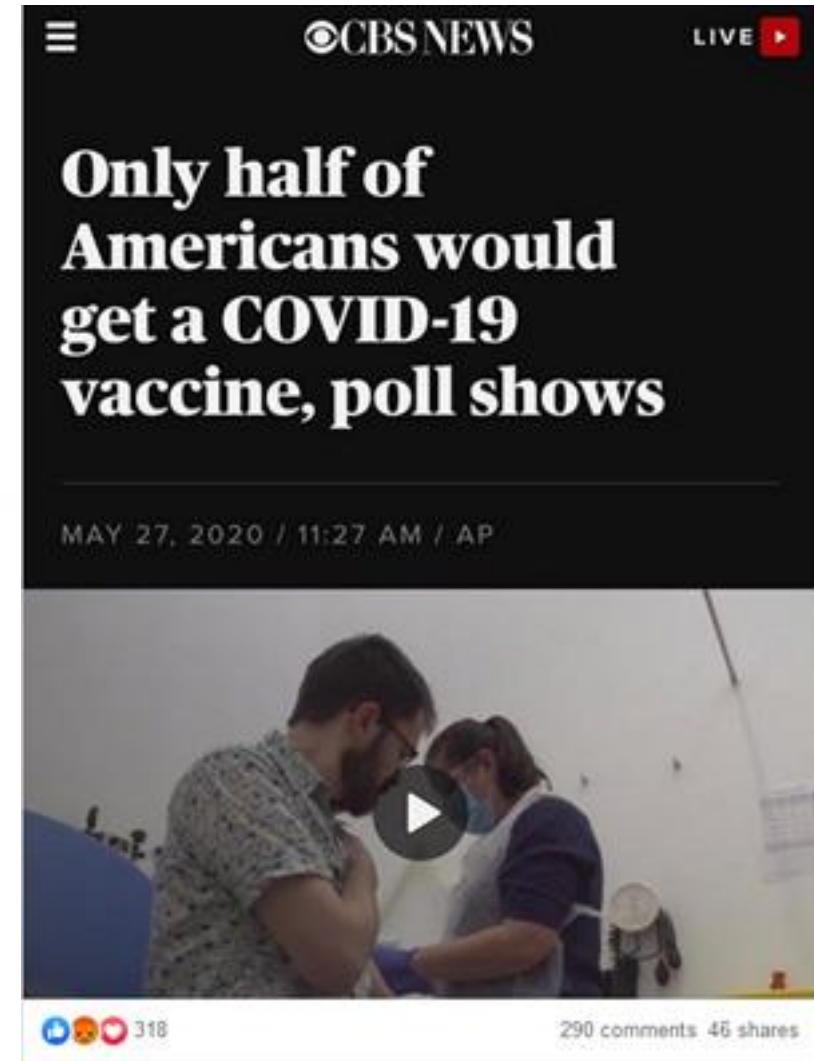 CBS NEWS
LIVE
Only half of
Americans would
get a COVID-19
vaccine, poll shows
MAY 27, 2020 / 11:27 AM / AP
318
290 comments 46 shares